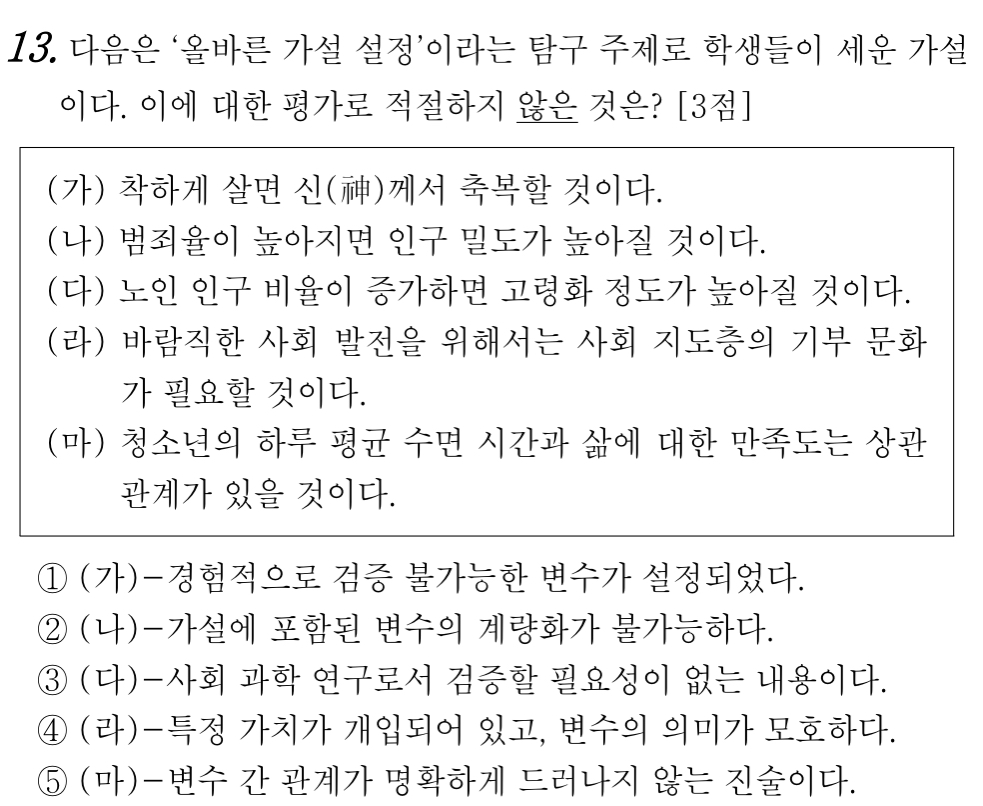 13. 다음은 ‘올바른 가설 설정’이라는 탐구 주제로 학생들이 세운 가설
이다. 이에 대한 평가로 적절하지 않은 것은? [3점]
(가) 착하게 살면 신(神)께서 축복할 것이다.
(나) 범죄율이 높아지면 인구 밀도가 높아질 것이다.
(다) 노인 인구 비율이 증가하면 고령화 정도가 높아질 것이다.
(라) 바람직한 사회 발전을 위해서는 사회 지도층의 기부 문화
가 필요할 것이다.
(마) 청소년의 하루 평균 수면 시간과 삶에 대한 만족도는 상관
관계가 있을 것이다.
① (가)-경험적으로 검증 불가능한 변수가 설정되었다.
② (나)-가설에 포함된 변수의 계량화가 불가능하다.
③ (다)-사회 과학 연구로서 검증할 필요성이 없는 내용이다.
④ (라)-특정 가치가 개입되어 있고, 변수의 의미가 모호하다.
⑤ (마)-변수 간 관계가 명확하게 드러나지 않는 진술이다.